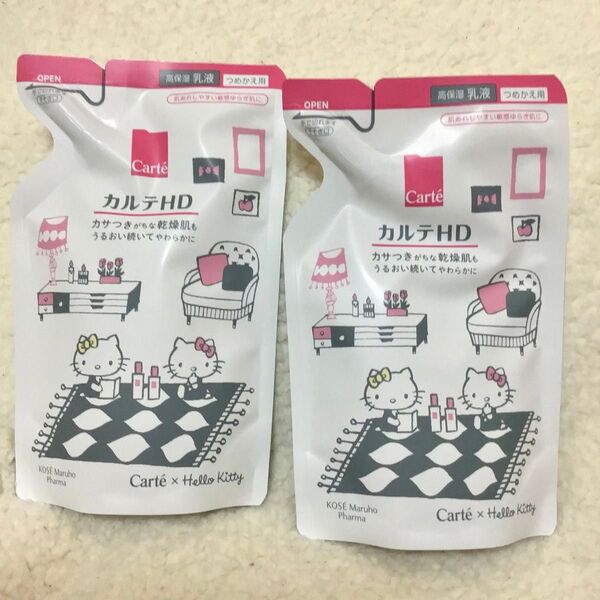 OPEN
高保湿 乳液 つめかえ用
肌あれしやすい敏感ゆらぎ肌に
Carté
カルテHD
カサつきがちな乾燥肌も
うるおい続いてやわらかに
KOSÉ Maruho
Pharma
Carté × Hello Kitty
OPEN
高保湿 乳液 つめかえ用
肌あれしやすい敏感ゆらぎ肌に
Carté
カルテHD
カサつきがちな乾燥肌も
うるおい続いてやわらかに
KOSÉ Maruho
Pharma
Carté × Hello Kitty